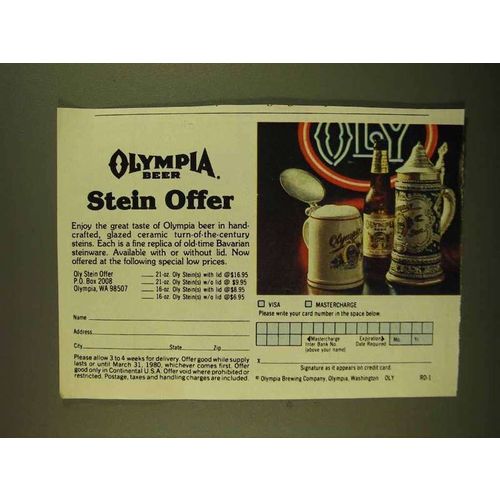 OLYMPIA
BEER
Stein Offer
Enjoy the great taste of Olympia beer in hand-
crafted, glazed ceramic turn-of-the-century
steins. Each is a fine replica of old-time Bavarian
steinware. Available with or without lid. Now
offered at the following special low prices.
Oly Stein Offer
P.O. Box 2008
Olympia, WA 98507
21-oz. Oly Stein(s) with lid @$16.95
21-oz. Oly Stein(s) w/o lid @ $9.95
16-oz. Oly Stein(s) with lid @$8.95
16-oz. Oly Stein(s) w/o lid @$6.95
Name
Address
City State Zip
Please allow 3 to 4 weeks for delivery. Offer good while supply
lasts or until March 31, 1980, whichever comes first. Offer
good only in Continental U.S.A. Offer void where prohibited or
restricted. Postage, taxes and handling charges are included.
OLY
Olympia
Olympia
VISA MASTERCHARGE
Please write your card number in the space below.
(Mastercharge
Inter Bank No.
(above your name)
Expiration
Date Required
Mo. Yr.
X
Signature as it appears on credit card.
© Olympia Brewing Company, Olympia, Washington OLY RD-1